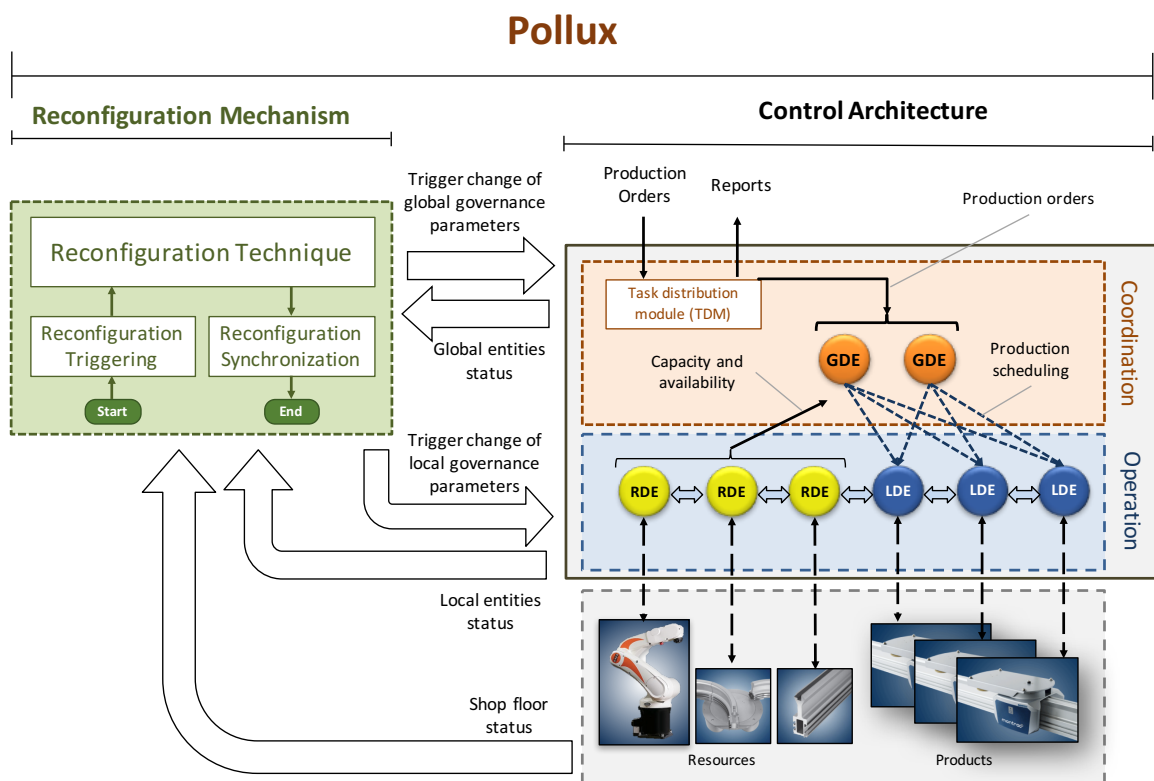 Pollux
Reconfiguration Mechanism
Control Architecture
Trigger change of
global governance
parameters
Production
Orders
Reports
Production orders
Reconfiguration Technique
Reconfiguration
Triggering
Reconfiguration
Synchronization
Start
End
Global entities
status
Task distribution
module (TDM)
Coordination
GDE
GDE
Capacity and
availability
Production
scheduling
Trigger change of
local governance
parameters
Operation
RDE
RDE
RDE
LDE
LDE
LDE
Local entities
status
Shop floor
status
montrac
Resources
Products